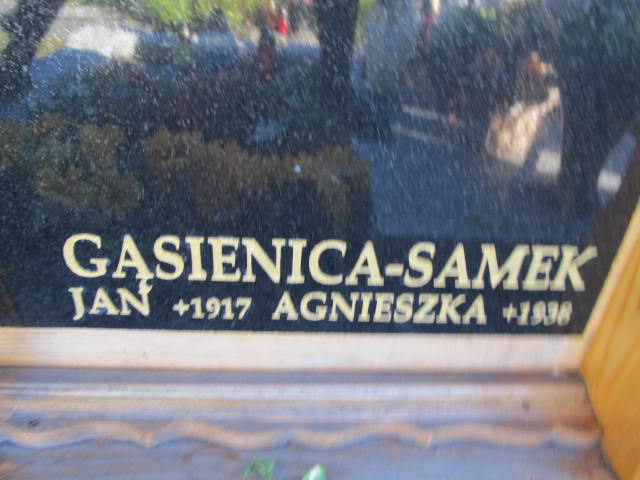 GĄSIENICA-SAMEK
JAN +1917 AGNIESZKA +1938